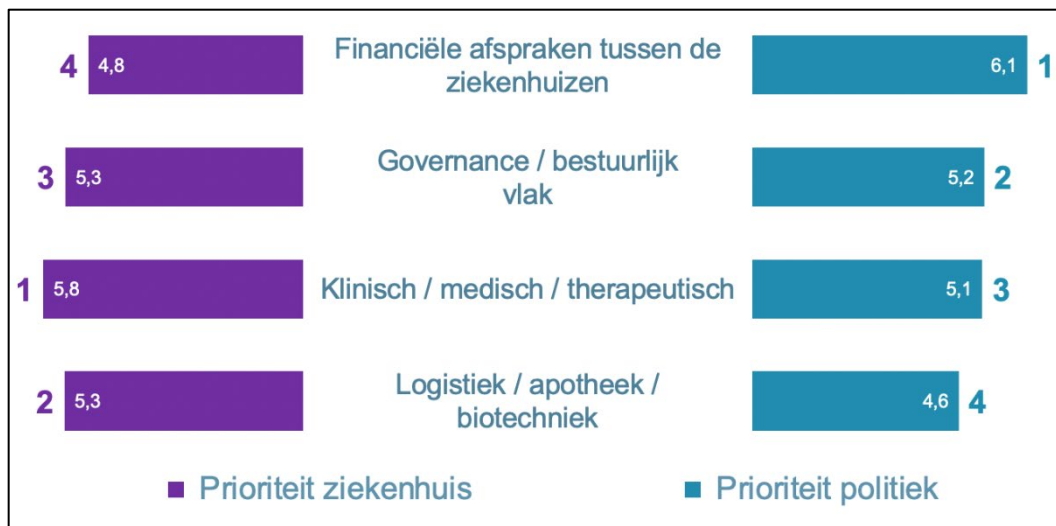 4
4,8
Financiële afspraken tussen de
ziekenhuizen
6,1
1
3
5,3
Governance / bestuurlijk
vlak
5,2
2
1
5,8
Klinisch / medisch / therapeutisch
5,1
3
2
5,3
Logistiek / apotheek /
biotechniek
4,6
4
Prioriteit ziekenhuis
Prioriteit politiek